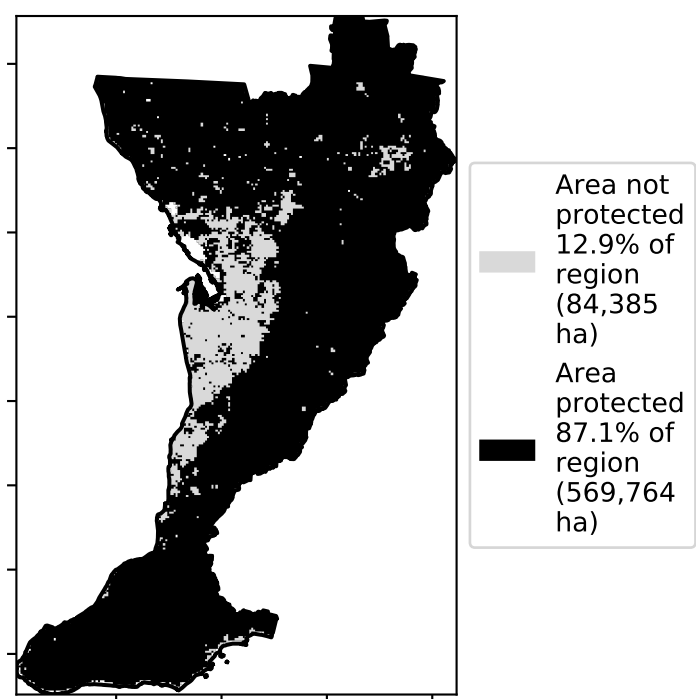 Area not
protected
12.9% of
region
(84,385
ha)
Area
protected
87.1% of
region
(569,764
ha)